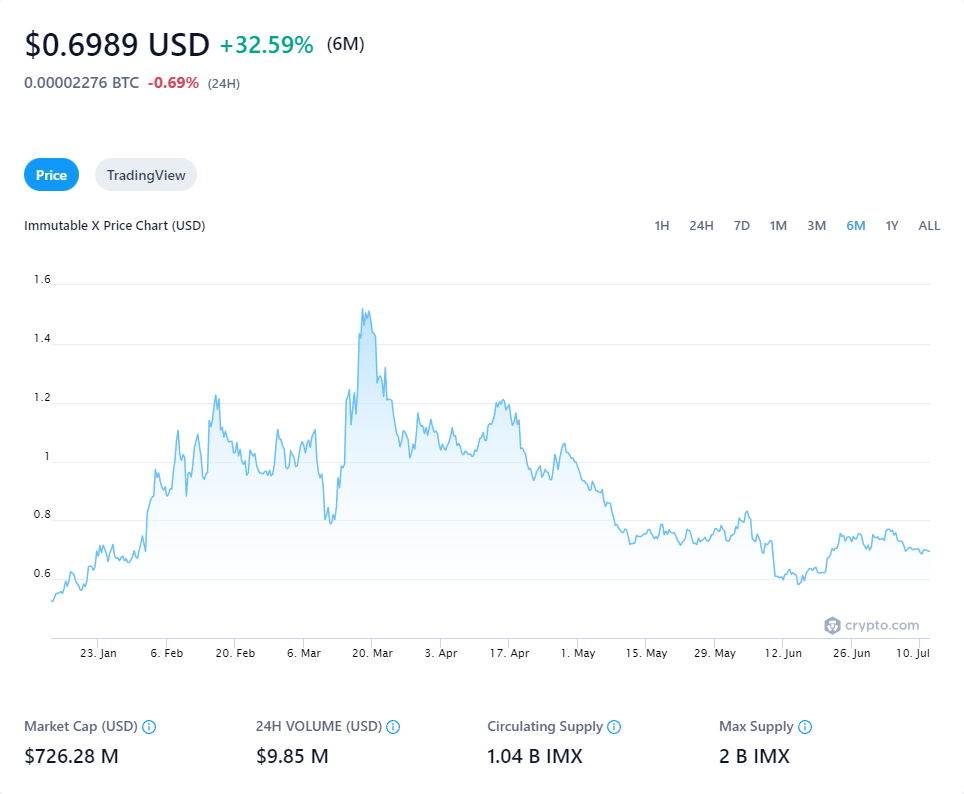 $0.6989 USD +32.59% (6M)
0.00002276 BTC -0.69% (24H)
Price TradingView
Immutable X Price Chart (USD) 1H 24H 7D 1M 3M 6M 1Y ALL
1.6
1.4
1.2
1
0.8
0.6
crypto.com
23. Jan 6. Feb 20. Feb 6. Mar 20. Mar 3. Apr 17. Apr 1. May 15. May 29. May 12. Jun 26. Jun 10. Jul
Market Cap (USD) 24H VOLUME (USD) Circulating Supply Max Supply
$726.28 M $9.85 M 1.04 B IMX 2 B IMX